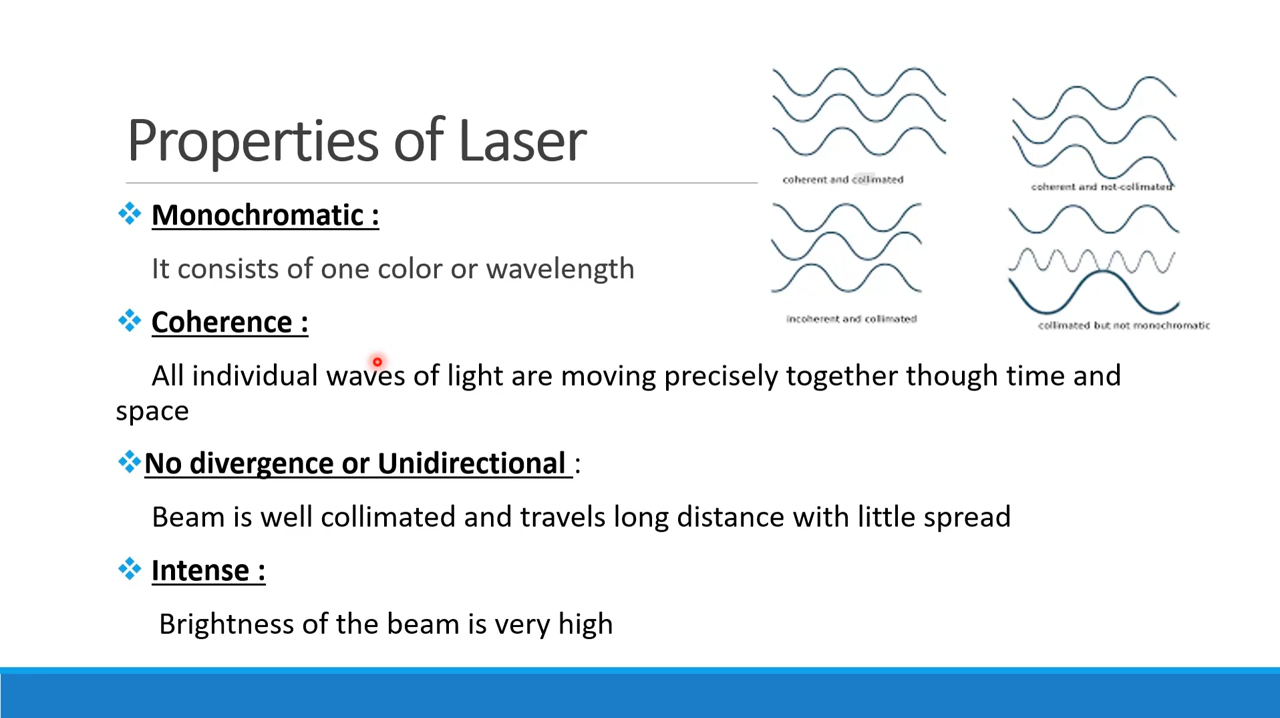 Properties of Laser
coherent and collimated
coherent and not-collimated
incoherent and collimated
collimated but not monochromatic
Monochromatic :
It consists of one color or wavelength
Coherence :
All individual waves of light are moving precisely together though time and
space
No divergence or Unidirectional :
Beam is well collimated and travels long distance with little spread
Intense :
Brightness of the beam is very high